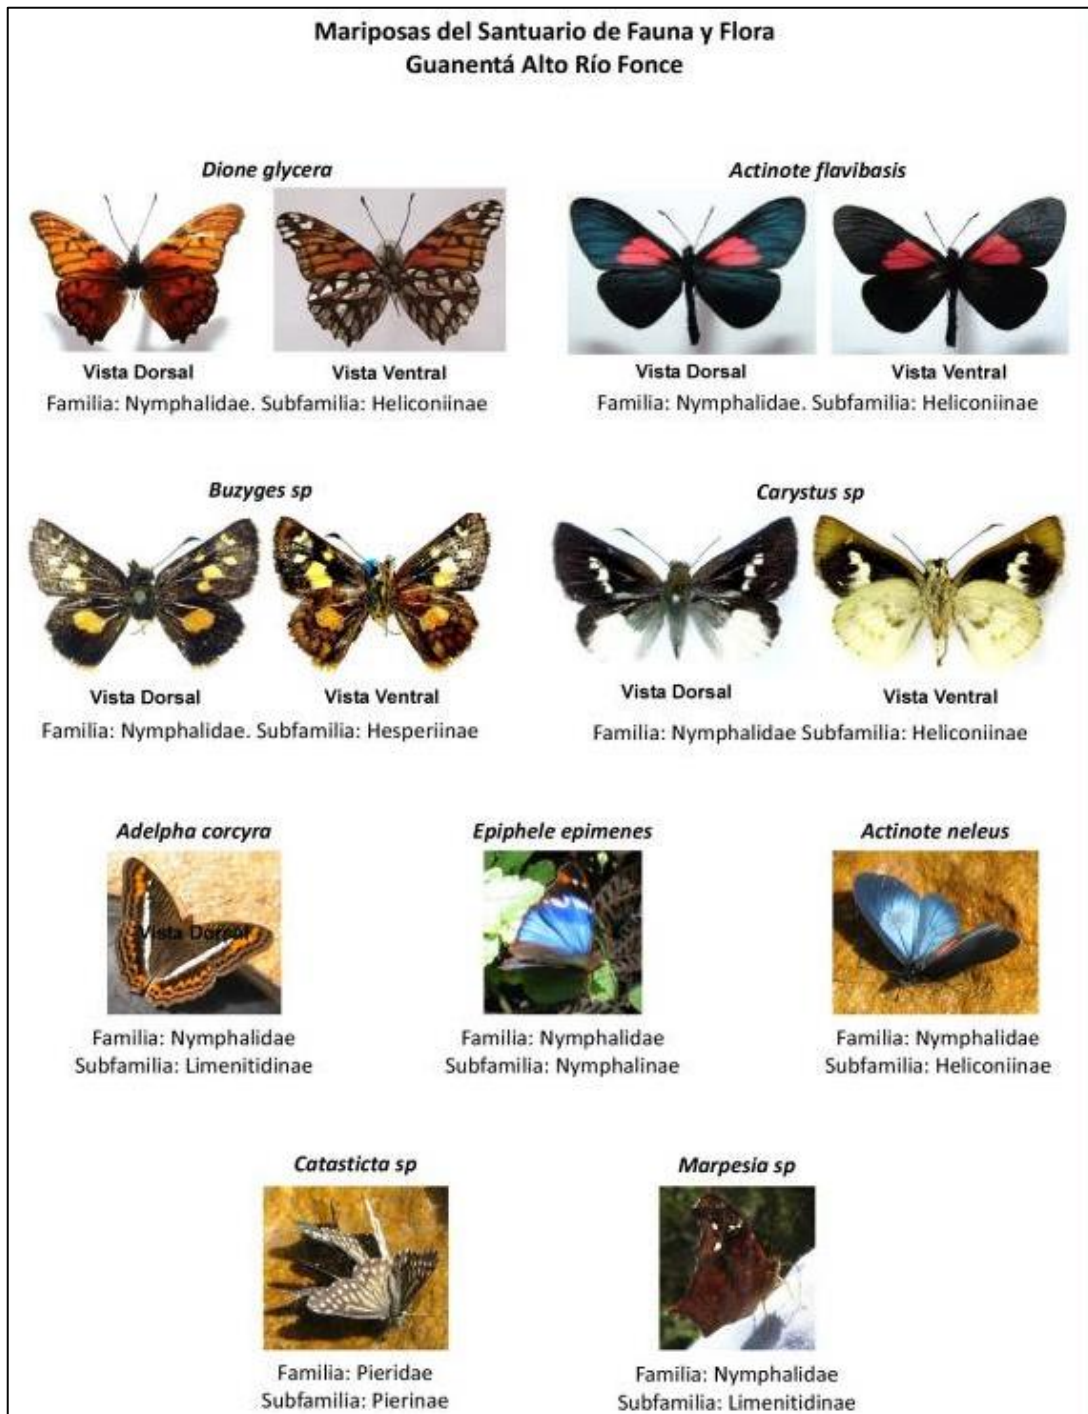 Mariposas del Santuario de Fauna y Flora
Guanentá Alto Río Fonce
Dione glycera
Actinote flavibasis
Vista Dorsal
Vista Ventral
Vista Dorsal
Vista Ventral
Familia: Nymphalidae. Subfamilia: Heliconiinae
Familia: Nymphalidae. Subfamilia: Heliconiinae
Buzyges sp
Carystus sp
Vista Dorsal
Vista Ventral
Vista Dorsal
Vista Ventral
Familia: Nymphalidae. Subfamilia: Hesperiinae
Familia: Nymphalidae Subfamilia: Heliconiinae
Adelpha corcyra
Epiphele epimenes
Actinote neleus
Vista Dorsal
Familia: Nymphalidae
Subfamilia: Limenitidinae
Familia: Nymphalidae
Subfamilia: Nymphalinae
Familia: Nymphalidae
Subfamilia: Heliconiinae
Catasticta sp
Marpesia sp
Familia: Pieridae
Subfamilia: Pierinae
Familia: Nymphalidae
Subfamilia: Limenitidinae